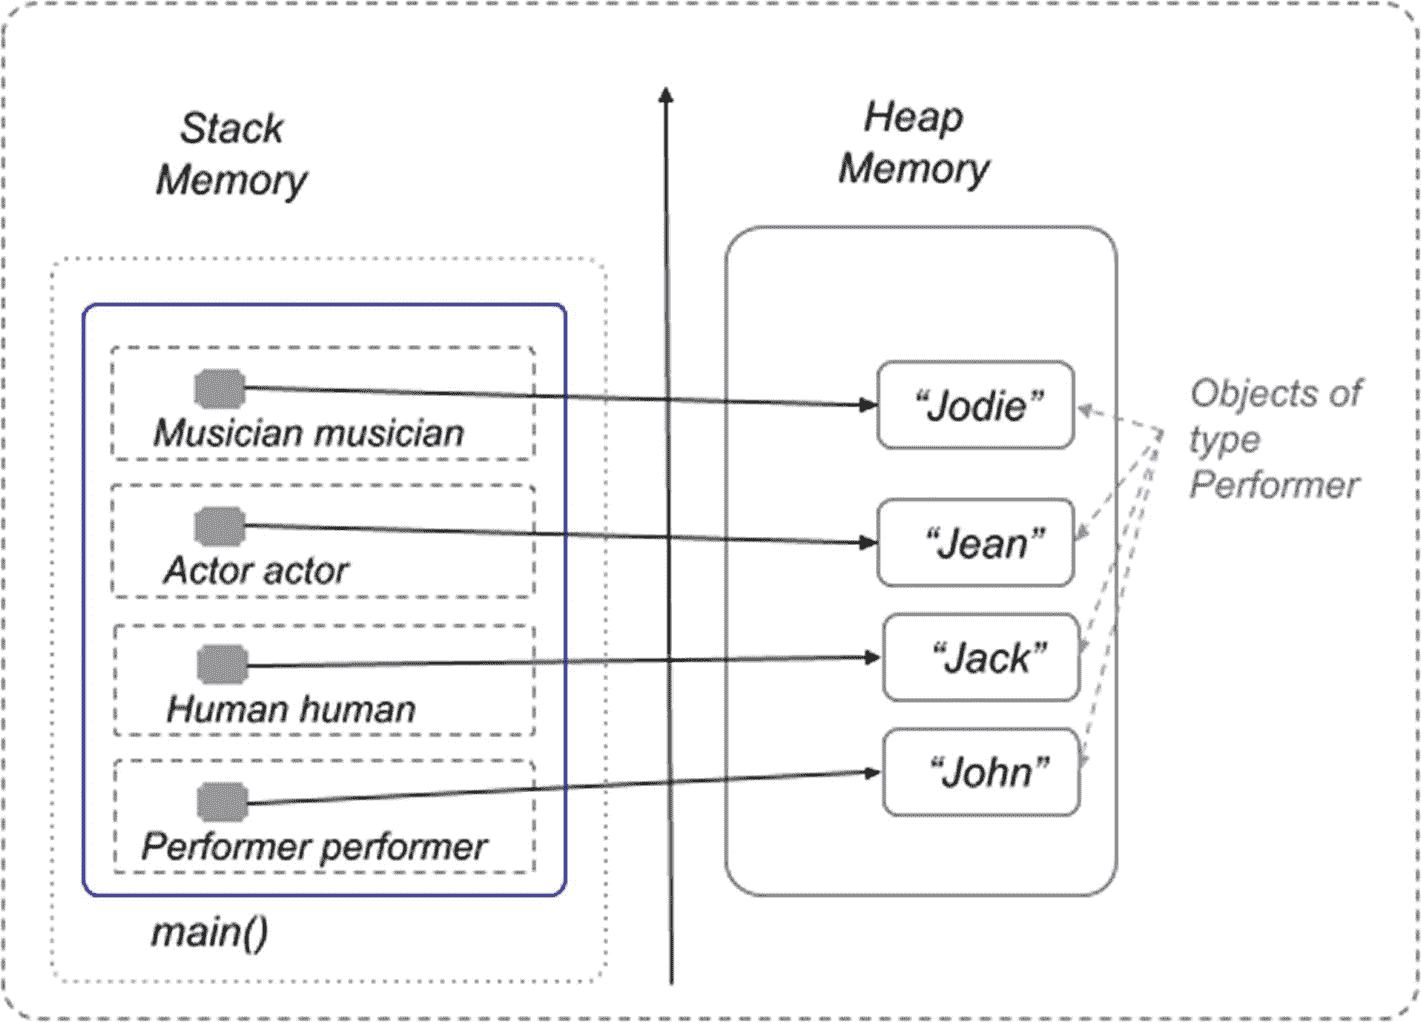 Stack
Memory
Heap
Memory
Musician musician
Actor actor
Human human
Performer performer
main()
“Jodie”
“Jean”
“Jack”
“John”
Objects of
type
Performer